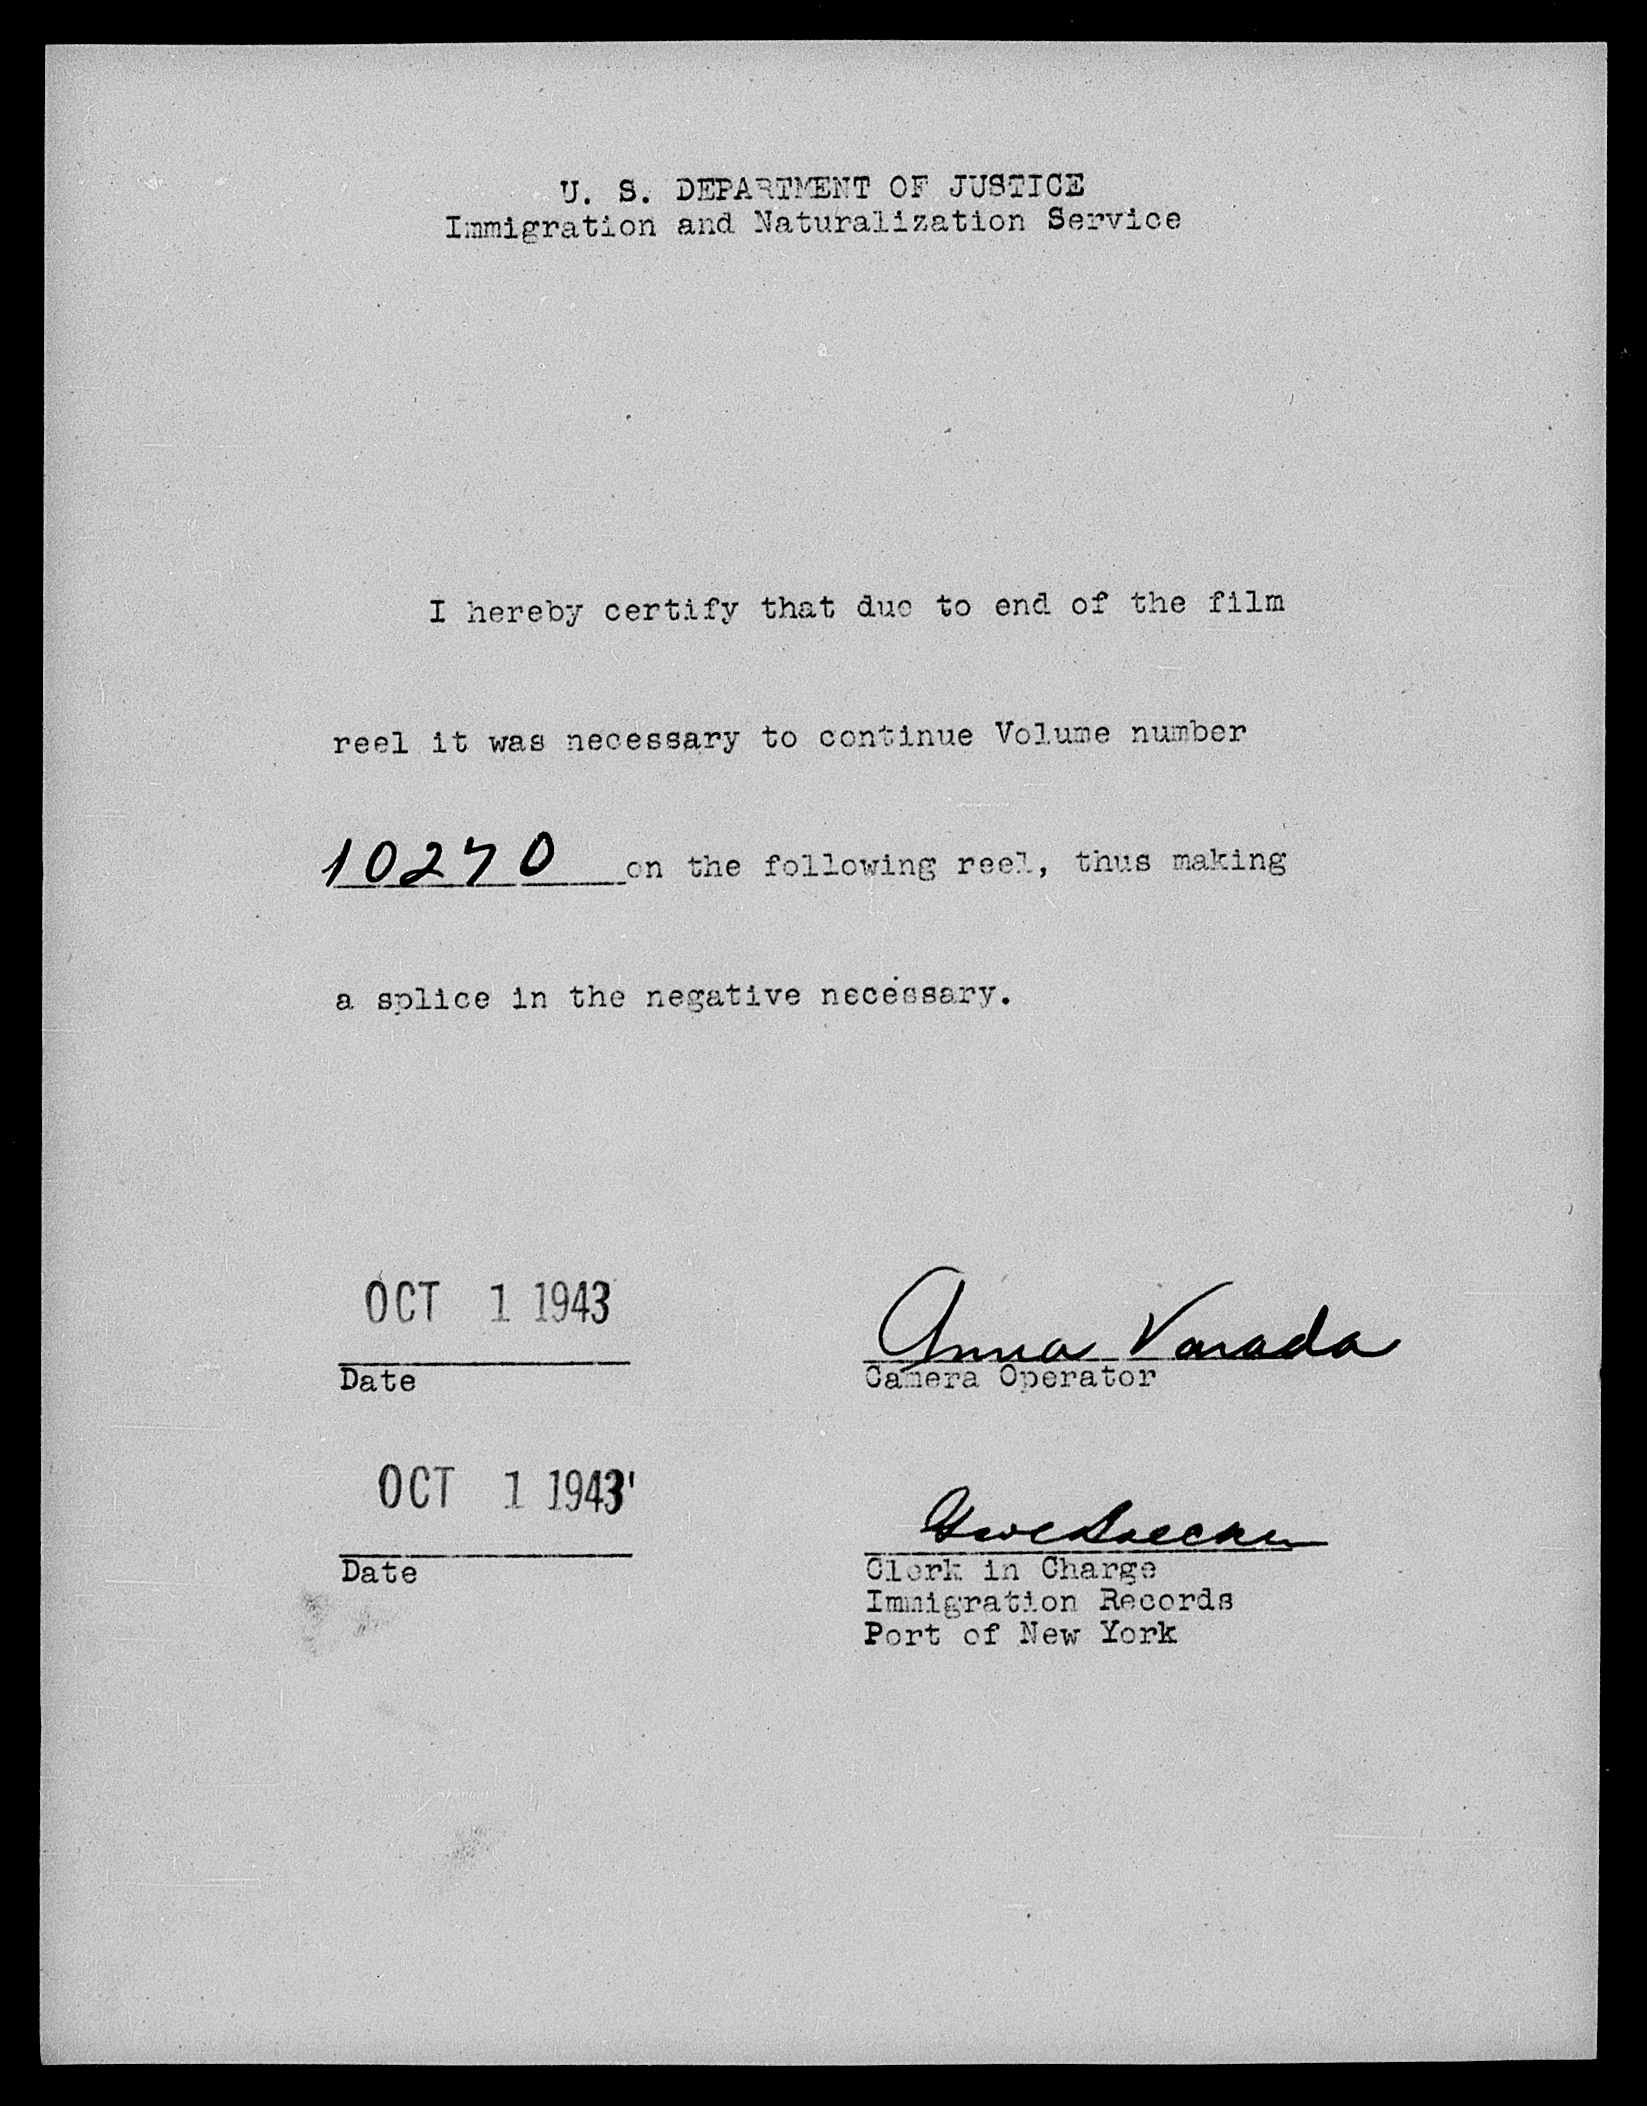 U. S. DEPARTMENT OF JUSTICE
Immigration and Naturalization Service
I hereby certify that due to end of the film
reel it was necessary to continue Volume number
10270 on the following reel, thus making
a splice in the negative necessary.
OCT 1 1943
Anna Varada
Date
Camera Operator
OCT 1 1943
Date
Clerk in Charge
Immigration Records
Port of New York